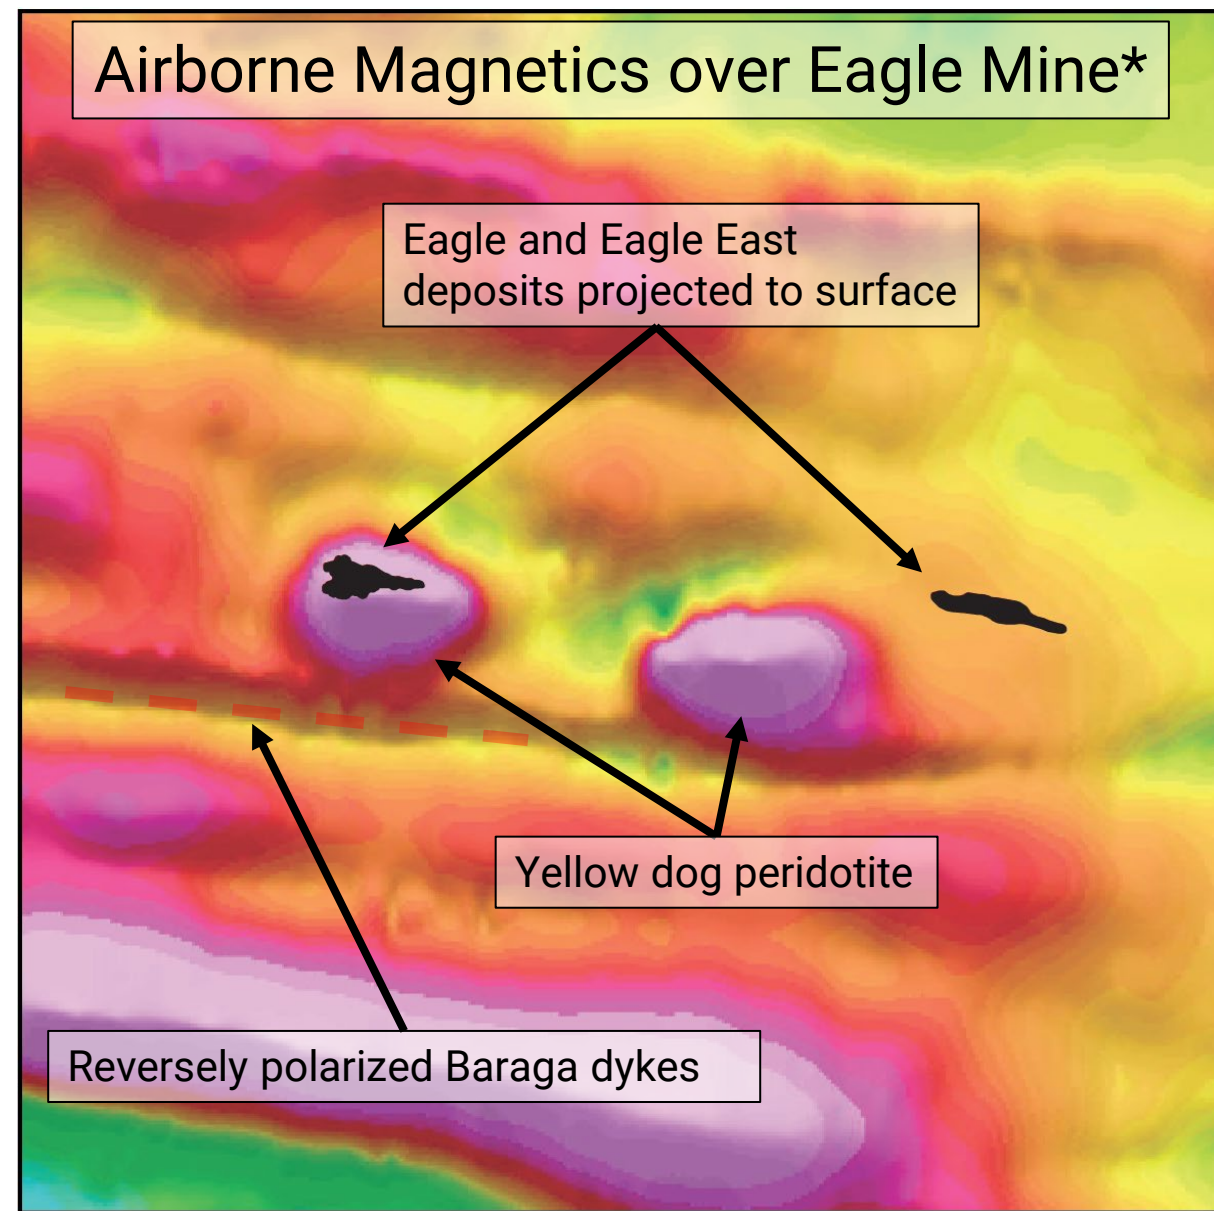 Airborne Magnetics over Eagle Mine*
Eagle and Eagle East
deposits projected to surface
Yellow dog peridotite
Reversely polarized Baraga dykes